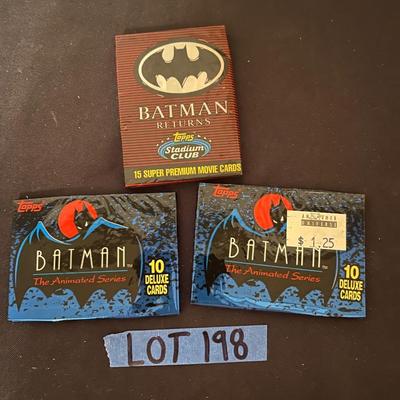 BATMAN
RETURNS
Topps
Stadium
CLUB
15 SUPER PREMIUM MOVIE CARDS
Topps
BATMAN
The Animated Series
10
DELUXE
CARDS
Topps
BATMAN
The Animated Series
UNIVERSE
$ 1.25
10
DELUXE
CARDS
LOT 198